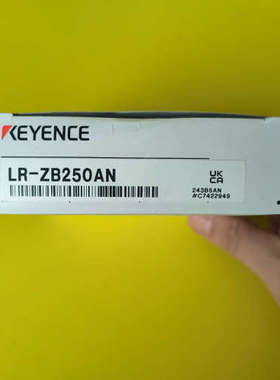 KEYENCE
LR-ZB250AN
UK
CA
243B5AN
#C7422949